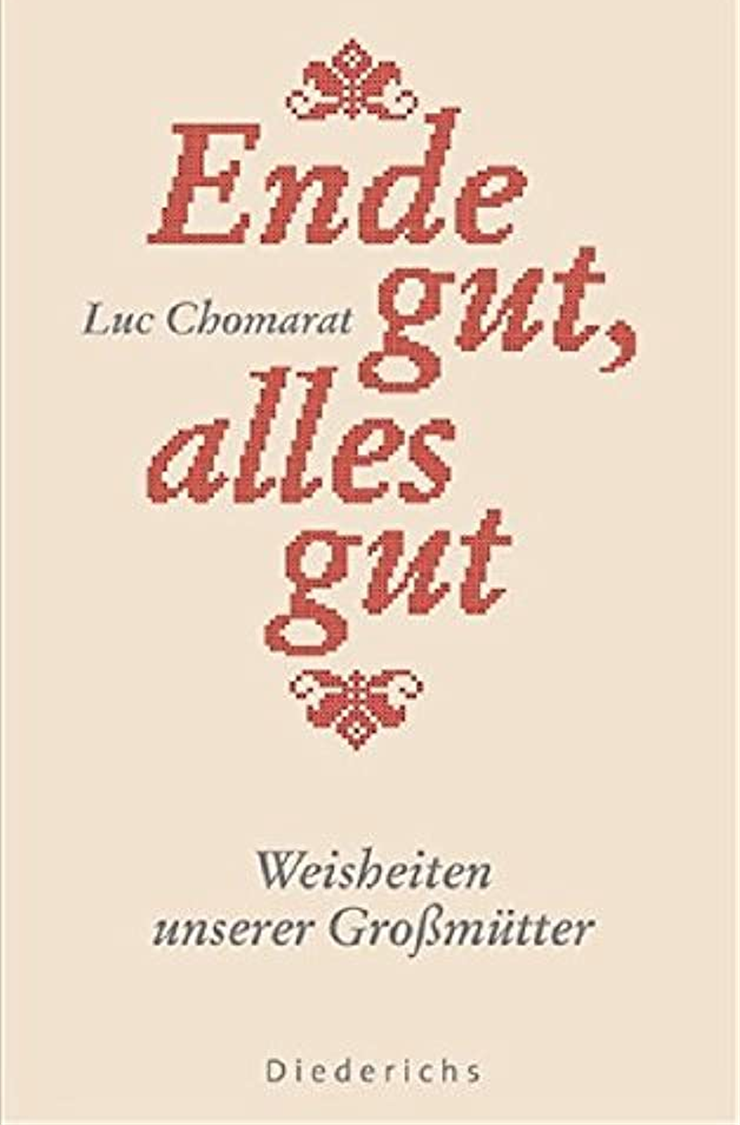 Ende
gut,
Luc Chomarat
alles
gut
Weisheiten
unserer Großmütter
Diederichs